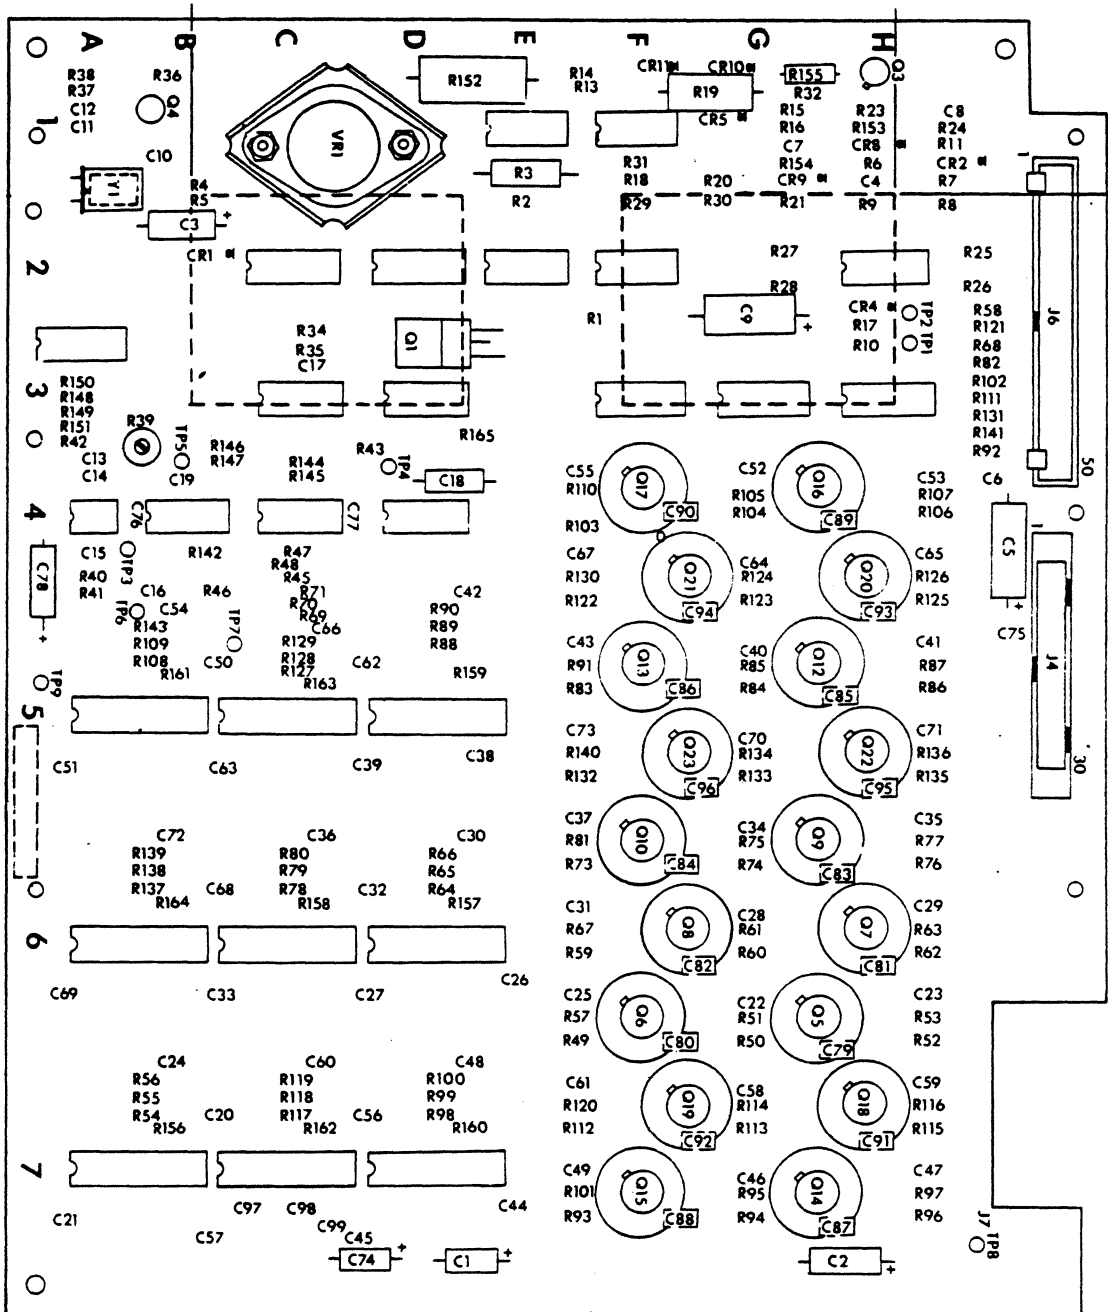 A B C D E F G H
R38 R36 R152 R14 CR11 CR10 R155 Q3
R37 R13 R19 R32
C12 Q4 CR5 R15 R23 C8
C11 R16 R153 R24
1 VR1 C7 CR8 R11
C10 R31 R154 R6 CR2 1
Y1 R4 R3 R18 R20 CR9 C4 R7
R5 R2 R29 R30 R21 R9 R8
C3 +
CR1 R27 R25
2 R28 R26
R1 C9 + CR4 TP2 R58 J6
R34 Q1 R17 R121
R35 R10 TP1 R68
C17 R82
3 R150 R102
R148 R111
R149 R131
R151 R39 R141
R42 TP5 R146 R43 R165 R92
C13 R147 R144 TP4 C55 Q17 C52 Q16 50
C14 C19 R145 C18 R110 R105 C53 C6
R107
4 C76 C77 C90 R104 C89 R106
R103
C15 TP3 R142 R47 C67 C64 C65 C5 1
C78 R40 R48 R130 Q21 R124 Q20 R126
R41 C16 R46 R45 C42
R71 R122 R123 R125 +
TP6 C54 R70 R90 C94 C93
+ R143 TP7 R69 R89 C75
R109 C66 R88 C43 C40 C41 J4
R108 C50 R129 C62 R91 Q13 R85 Q12 R87
R161 R128 R159
TP9 R127 R163 R83 C86 R84 C85 R86
5
C73 C70 C71
C51 C63 C39 C38 R140 Q23 R134 Q22 R136
R132 C96 R133 C95 R135 30
C72 C36 C30 C37 C34 C35
R139 R80 R66 R81 Q10 R75 Q9 R77
R138 R79 R65 R73 C84 R74 C83 R76
R137 C68 R78 C32 R64
R164 R158 R157 C31 C28 C29
6 R67 Q8 R61 Q7 R63
R59 C82 R60 C81 R62
C26
C69 C33 C27 C25 C22 C23
R57 Q6 R51 Q5 R53
R49 C80 R50 C79 R52
C24 C60 C48
R56 R119 R100 C61 C58 C59
R55 R118 R99 R120 Q19 R114 Q18 R116
R54 C20 R117 C56 R98 R112 C92 R113 C91 R115
R156 R162 R160
7 C49 C46 C47
C97 C98 C44 R101 Q15 R95 Q14 R97
C21 C99 R93 C88 R94 C87 R96 J7
C57 C45 TP8
C74 + C1 + C2 +